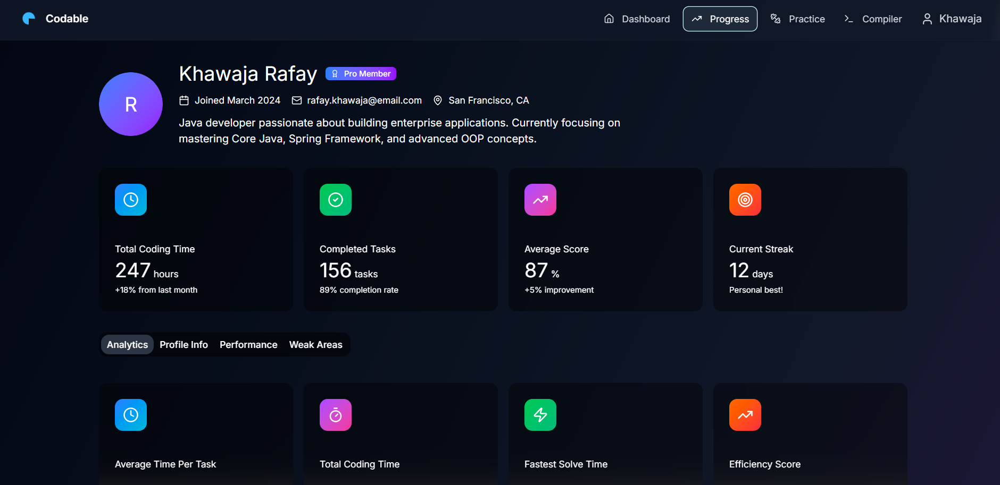 Codable
Dashboard
Progress
Practice
Compiler
Khawaja
R
Khawaja Rafay
Pro Member
Joined March 2024
rafay.khawaja@email.com
San Francisco, CA
Java developer passionate about building enterprise applications. Currently focusing on
mastering Core Java, Spring Framework, and advanced OOP concepts.
Total Coding Time
247 hours
+18% from last month
Completed Tasks
156 tasks
89% completion rate
Average Score
87 %
+5% improvement
Current Streak
12 days
Personal best!
Analytics
Profile Info
Performance
Weak Areas
Average Time Per Task
Total Coding Time
Fastest Solve Time
Efficiency Score